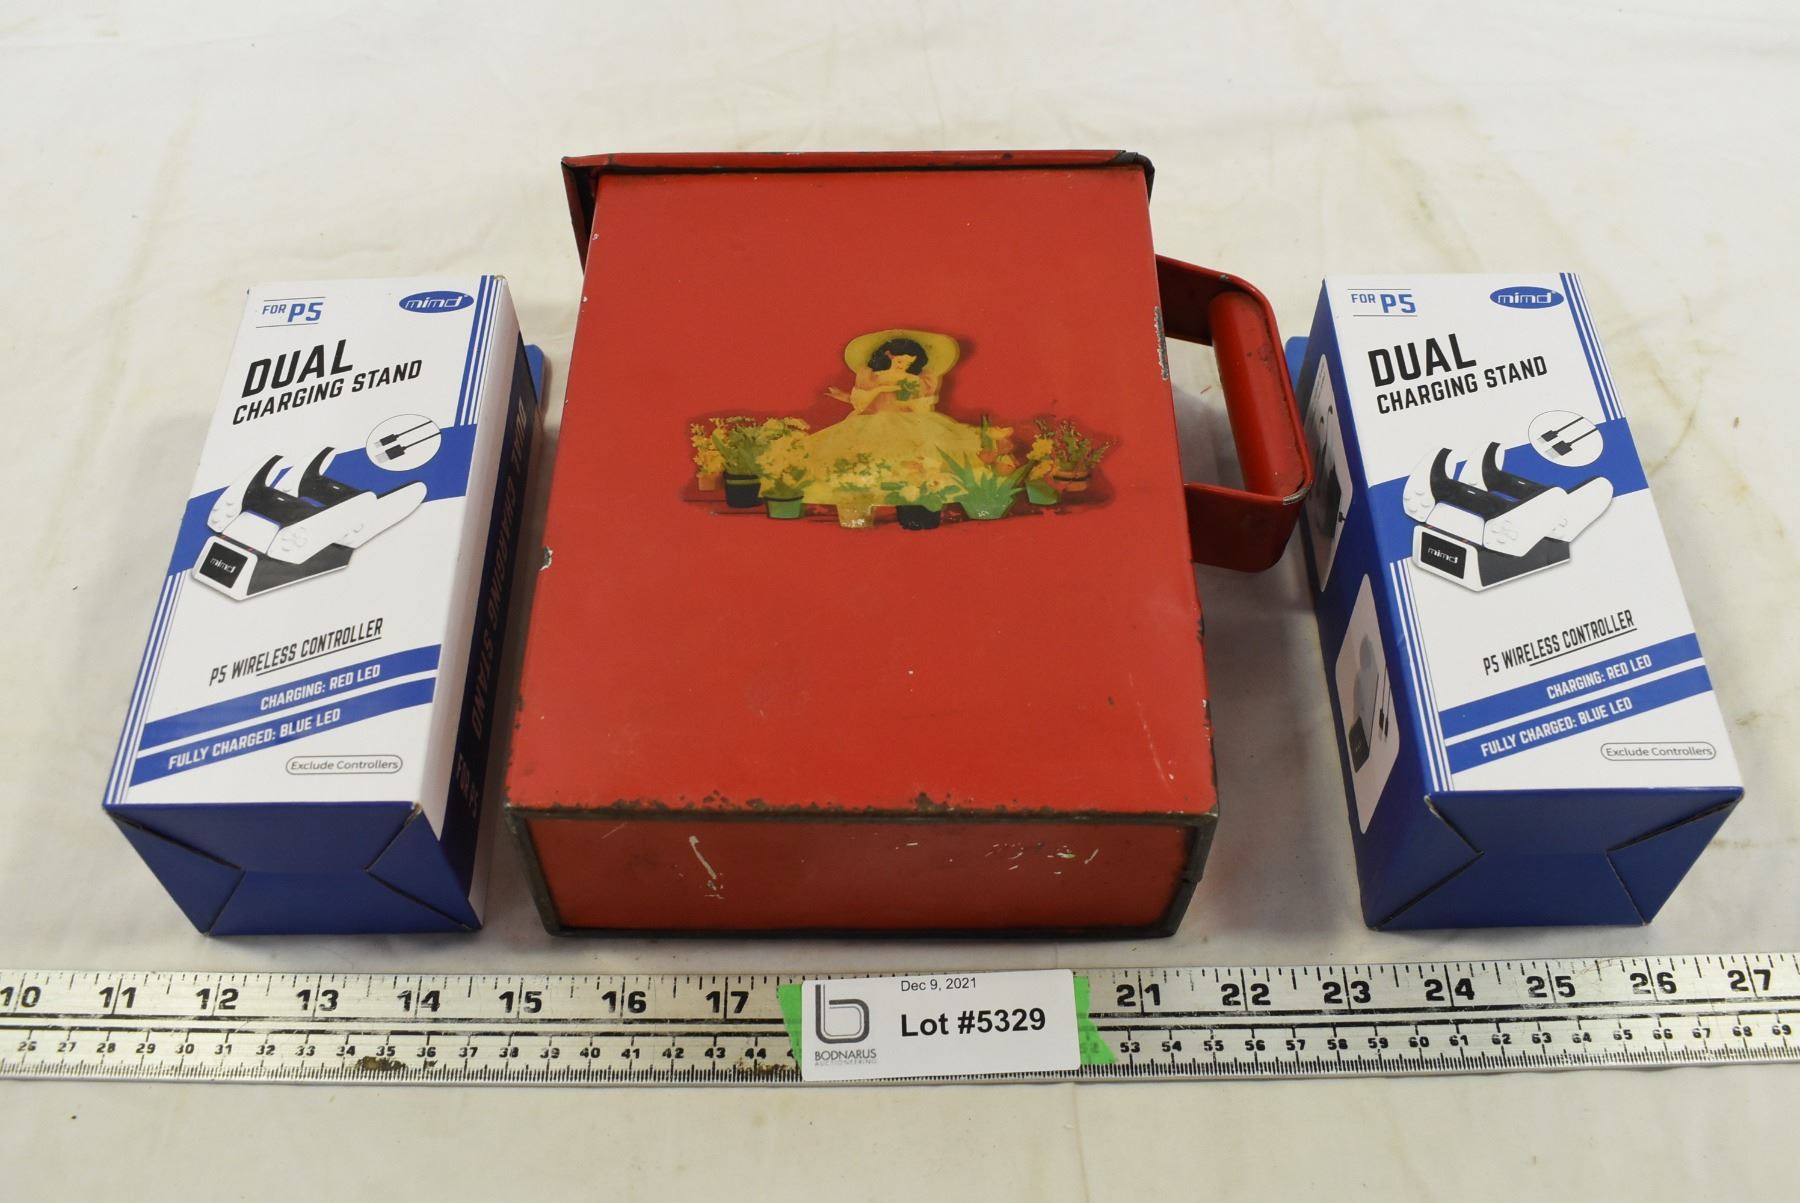 FOR P5
mimd
DUAL
CHARGING STAND
mimd
P5 WIRELESS CONTROLLER
CHARGING: RED LED
FULLY CHARGED: BLUE LED
Exclude Controllers
DUAL CHARGING STAND
FOR P5
FOR P5
mimd
DUAL
CHARGING STAND
mimd
P5 WIRELESS CONTROLLER
CHARGING: RED LED
FULLY CHARGED: BLUE LED
Exclude Controllers
10 11 12 13 14 15 16 17 21 22 23 24 25 26 27
26 27 28 29 30 31 32 33 34 35 36 37 38 39 40 41 42 43 44 52 53 54 55 56 57 58 59 60 61 62 63 64 65 66 67 68 69
Dec 9, 2021
Lot #5329
BODNARUS
AUCTIONEERING